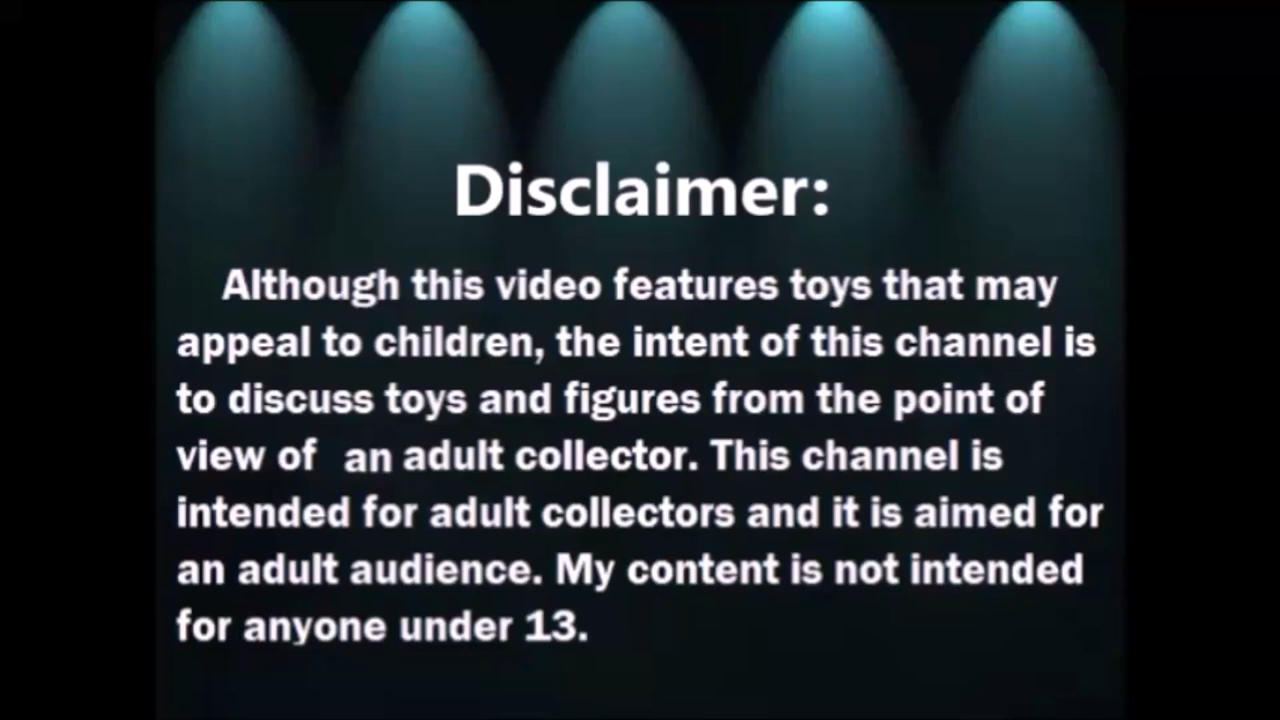 Disclaimer:
Although this video features toys that may
appeal to children, the intent of this channel is
to discuss toys and figures from the point of
view of an adult collector. This channel is
intended for adult collectors and it is aimed for
an adult audience. My content is not intended
for anyone under 13.